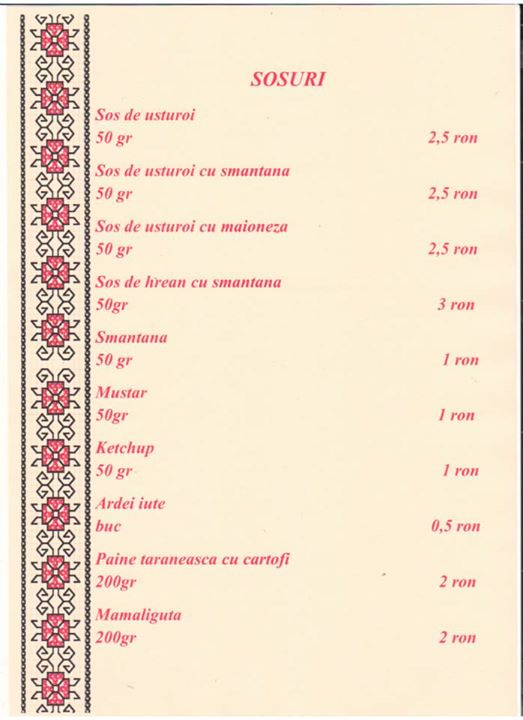 SOSURI
Sos de usturoi
50 gr 2,5 ron
Sos de usturoi cu smantana
50 gr 2,5 ron
Sos de usturoi cu maioneza
50 gr 2,5 ron
Sos de hrean cu smantana
50gr 3 ron
Smantana
50 gr 1 ron
Mustar
50gr 1 ron
Ketchup
50 gr 1 ron
Ardei iute
buc 0,5 ron
Paine taraneasca cu cartofi
200gr 2 ron
Mamaliguta
200gr 2 ron